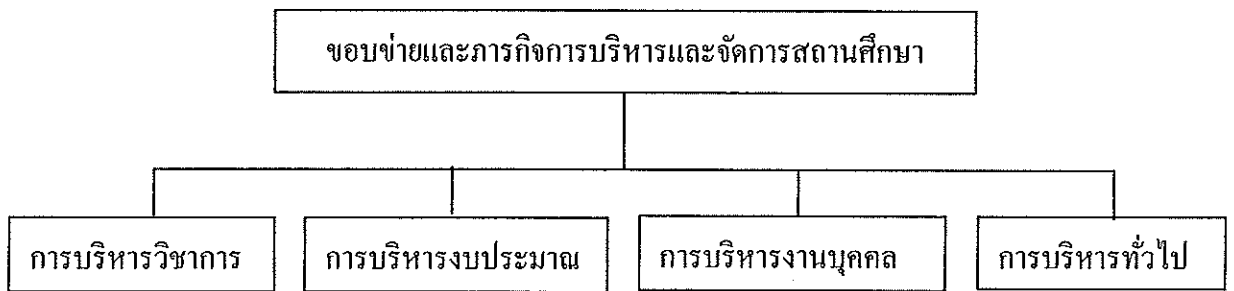 ขอบข่ายและภารกิจการบริหารและจัดการสถานศึกษา
การบริหารวิชาการ
การบริหารงบประมาณ
การบริหารงานบุคคล
การบริหารทั่วไป